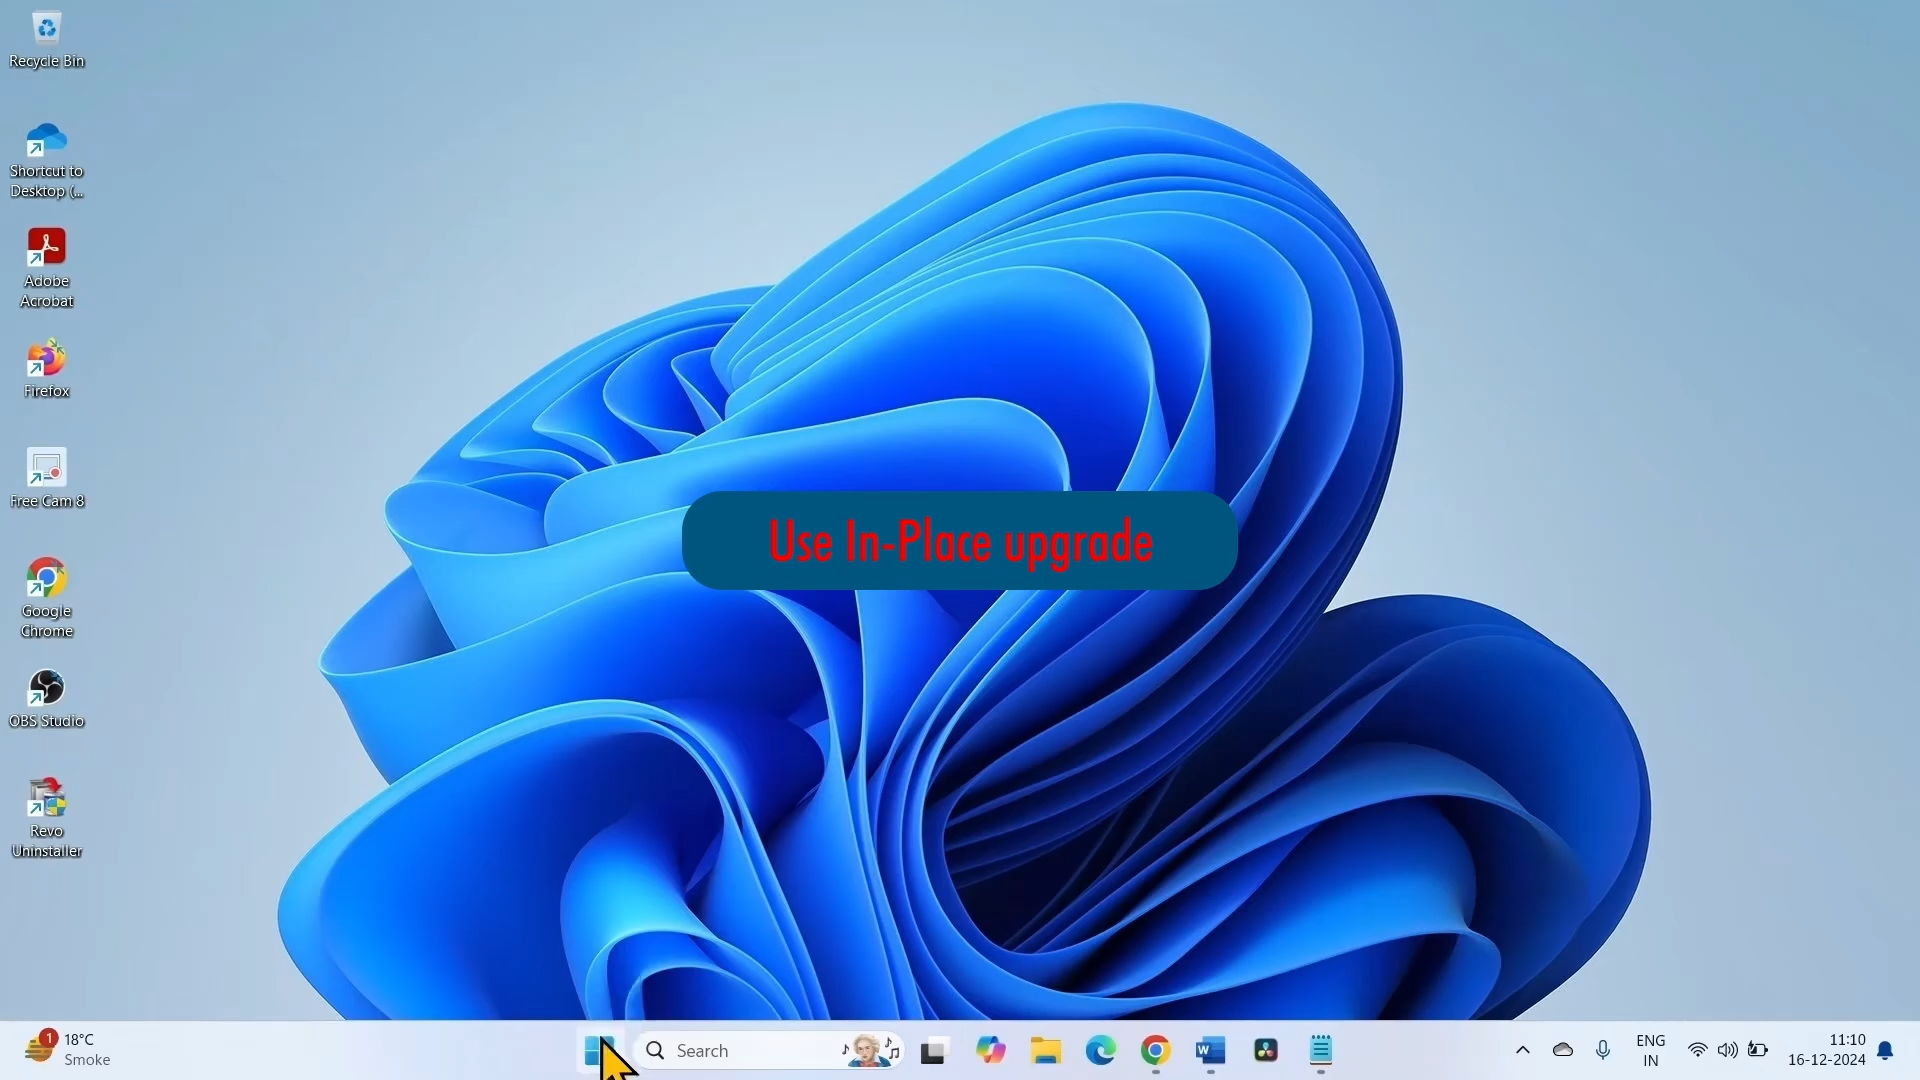 Recycle Bin
Shortcut to
Desktop (...
Adobe
Acrobat
Firefox
Free Cam 8
Google
Chrome
OBS Studio
Revo
Uninstaller
Use In-Place upgrade
1
18°C
Smoke
Search
W
ENG
IN
11:10
16-12-2024